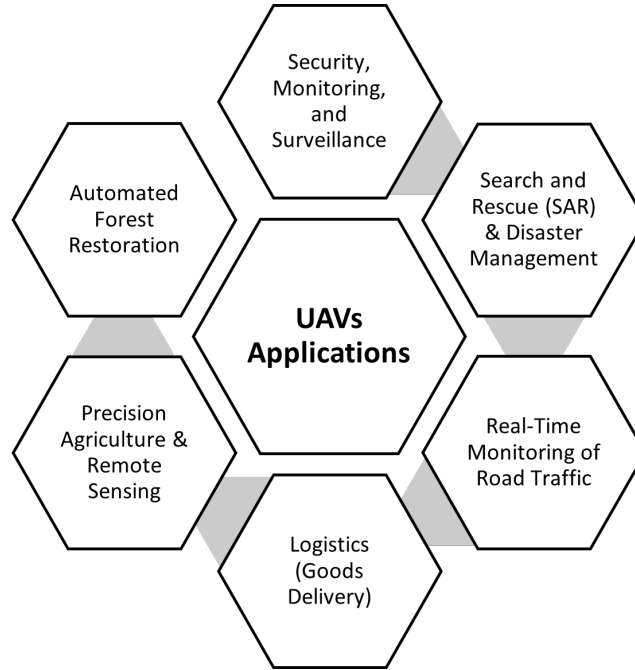 Security,
Monitoring,
and
Surveillance
Search and
Rescue (SAR)
& Disaster
Management
Real-Time
Monitoring of
Road Traffic
Logistics
(Goods
Delivery)
Precision
Agriculture &
Remote
Sensing
Automated
Forest
Restoration
UAVs
Applications